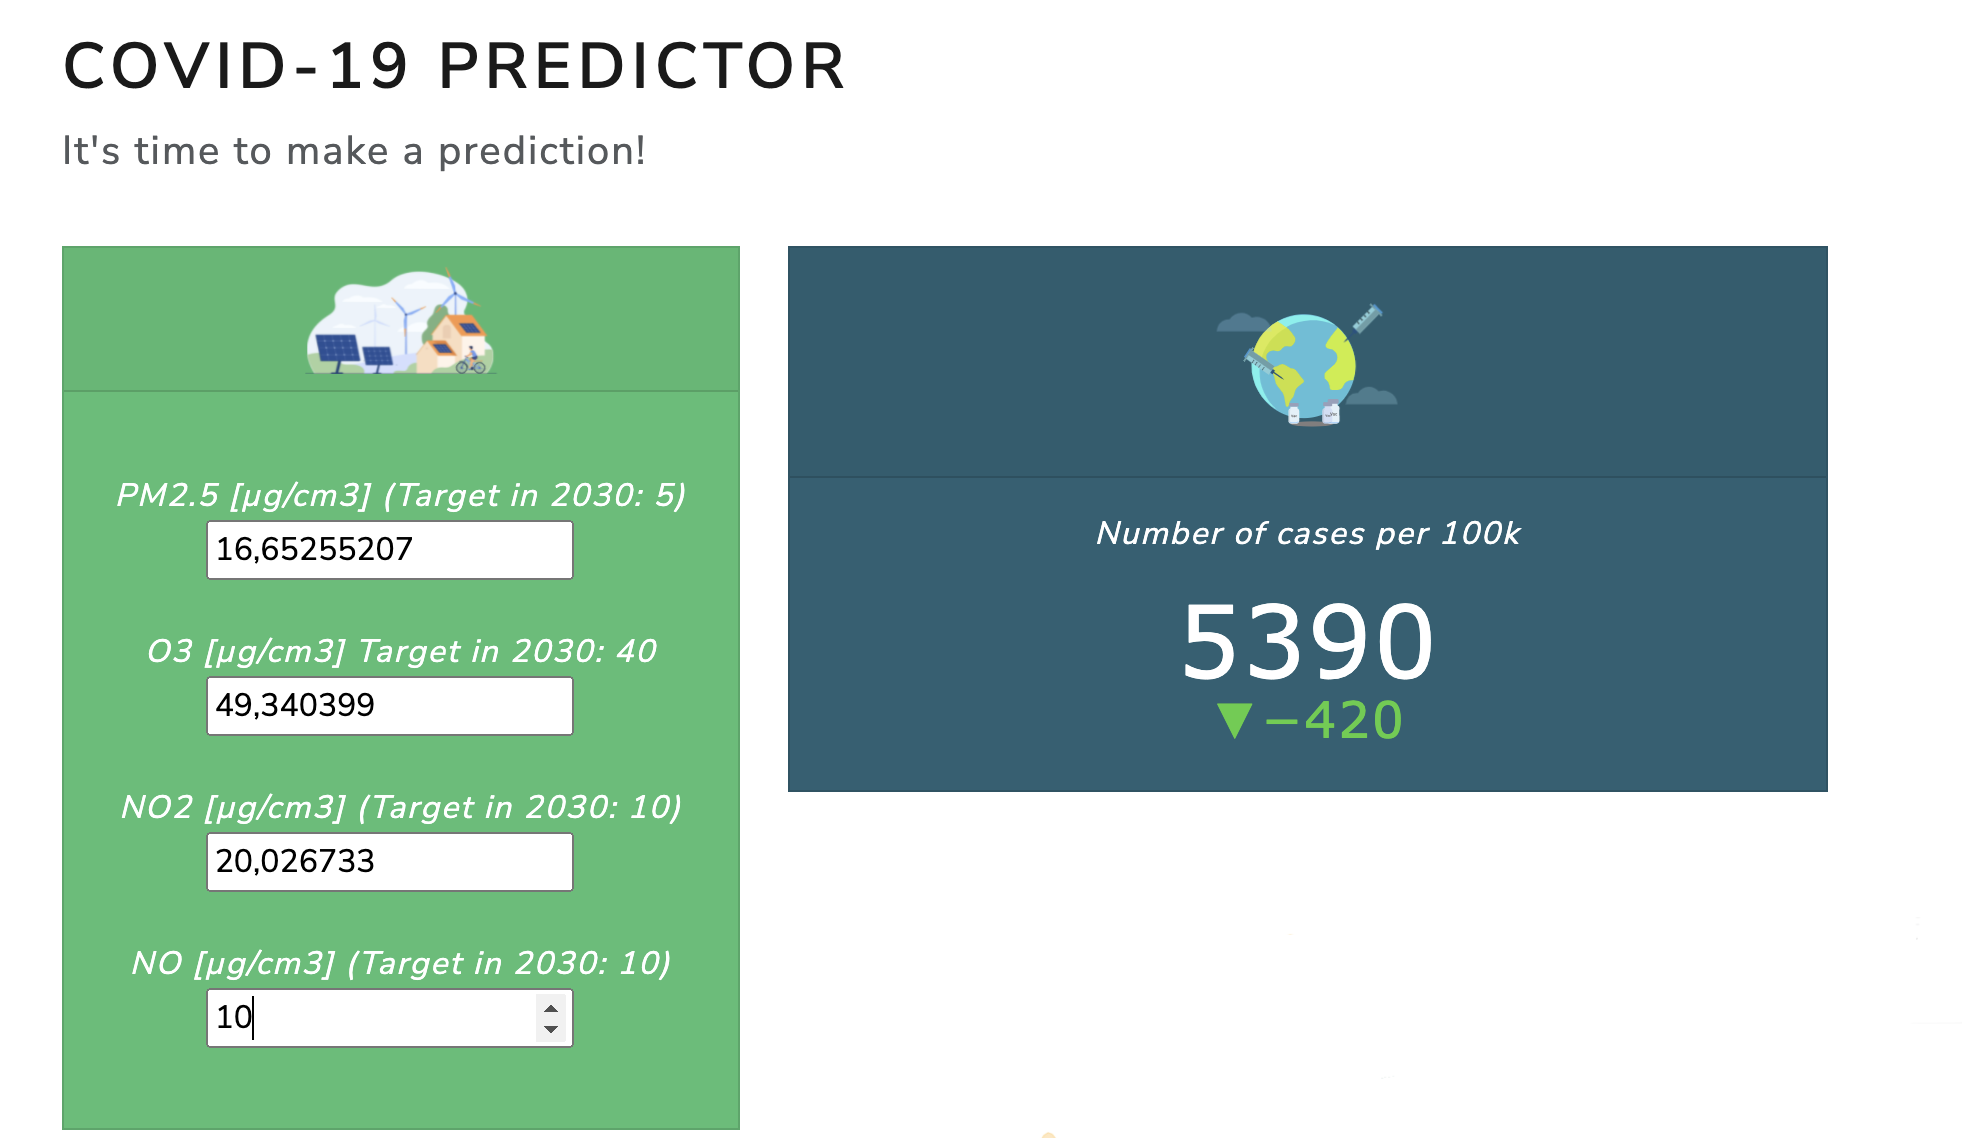 COVID-19 PREDICTOR
It's time to make a prediction!
PM2.5 [µg/cm3] (Target in 2030: 5)
16,65255207
O3 [µg/cm3] Target in 2030: 40
49,340399
NO2 [µg/cm3] (Target in 2030: 10)
20,026733
NO [µg/cm3] (Target in 2030: 10)
10
Number of cases per 100k
5390
▼−420